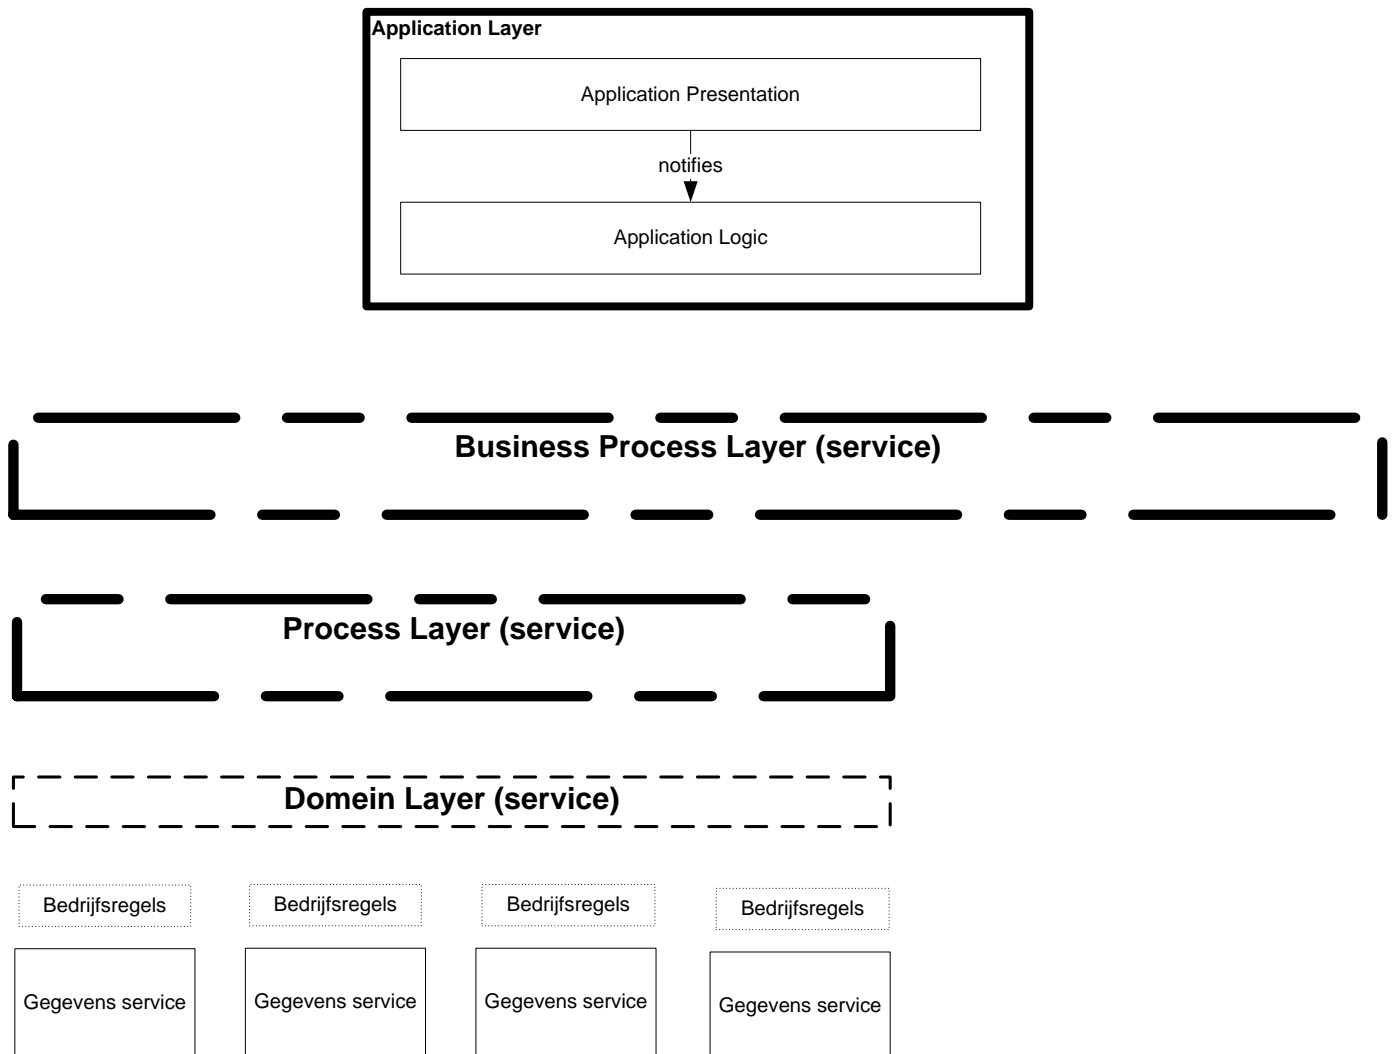 Application Layer
Application Presentation
notifies
Application Logic
Business Process Layer (service)
Process Layer (service)
Domein Layer (service)
Bedrijfsregels
Bedrijfsregels
Bedrijfsregels
Bedrijfsregels
Gegevens service
Gegevens service
Gegevens service
Gegevens service